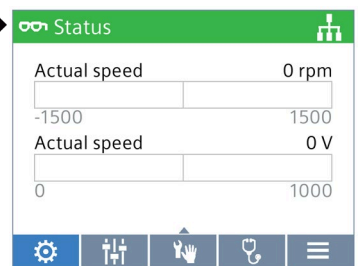 Status
Actual speed 0 rpm
-1500 1500
Actual speed 0 V
0 1000